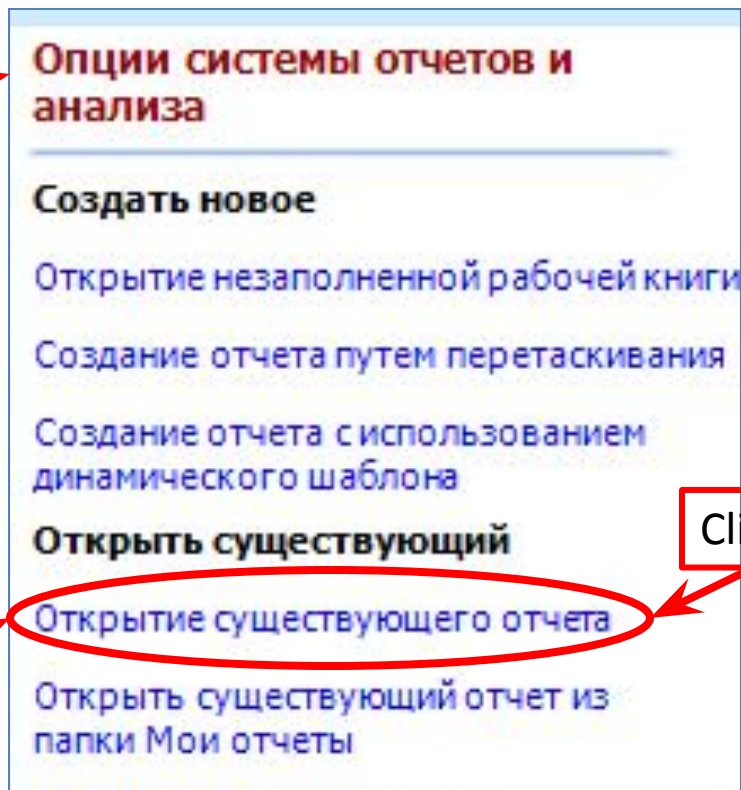 Опции системы отчетов и
анализа
Создать новое
Открытие незаполненной рабочей книги
Создание отчета путем перетаскивания
Создание отчета с использованием
динамического шаблона
Открыть существующий
Cli
Открытие существующего отчета
Открыть существующий отчет из
папки Мои отчеты